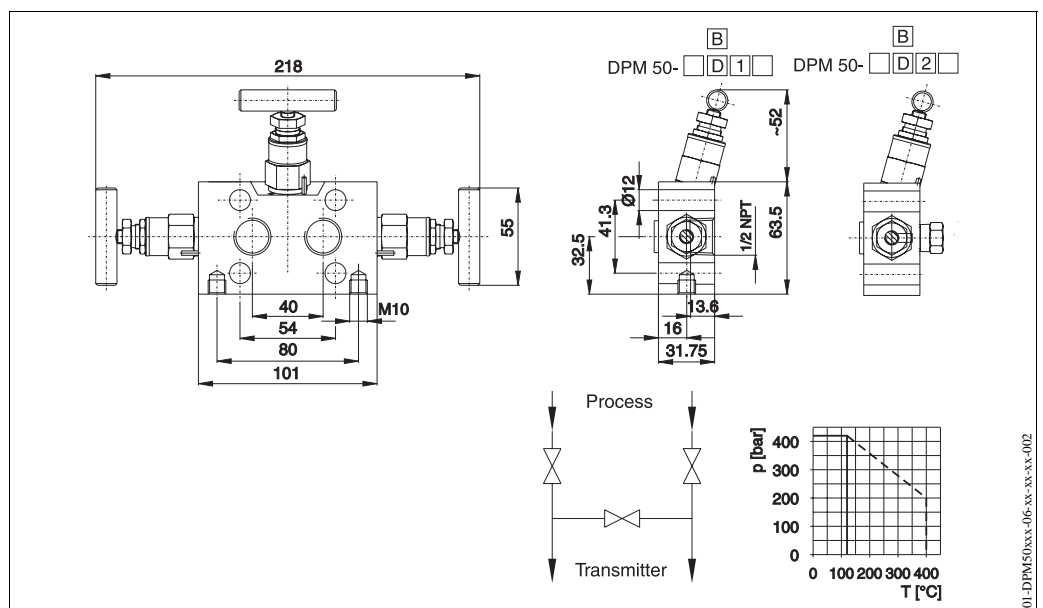 218
55
40
M10
54
80
101
B
DPM 50- D 1
B
DPM 50- D 2
~52
Ø12
41.3
32.5
1/2 NPT
63.5
13.6
16
31.75
Process
Transmitter
p [bar]
400
300
200
100
0
0 100 200 300 400
T [°C]
01-DPM50xxx-06-xx-xx-xx-002